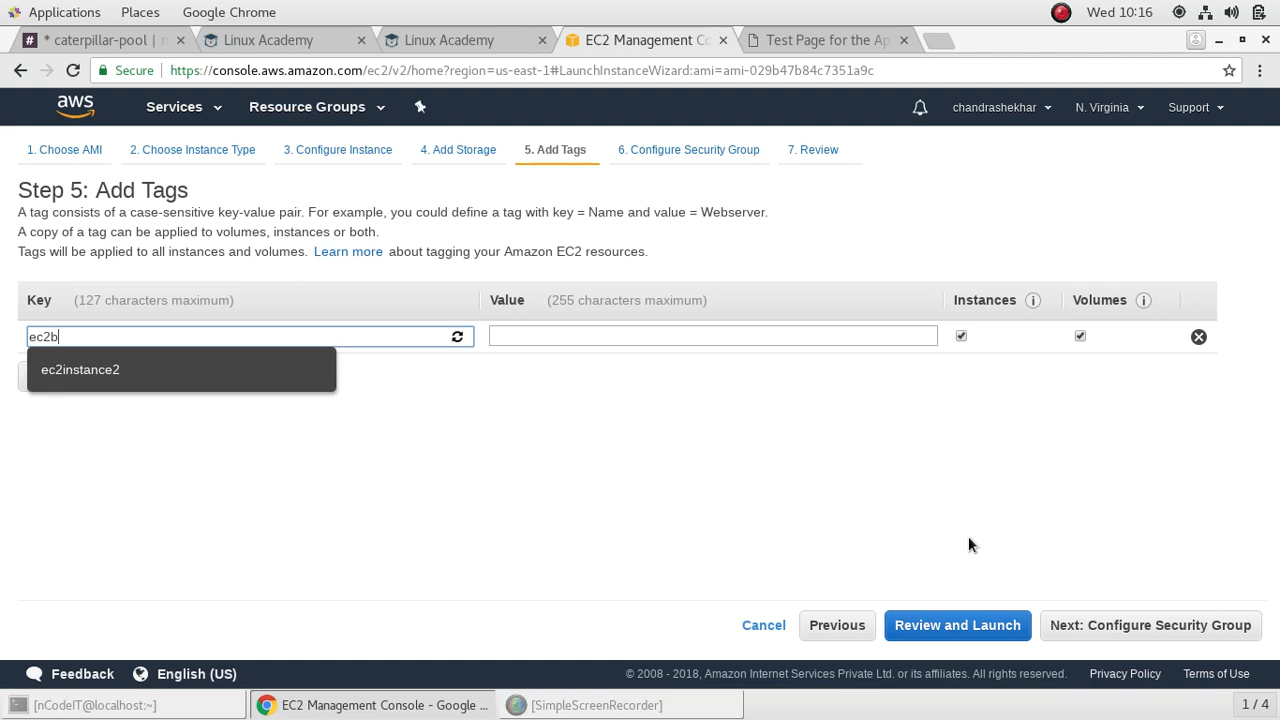 Applications Places Google Chrome Wed 10:16
* caterpillar-pool | Linux Academy Linux Academy EC2 Management Co Test Page for the Ap
Secure https://console.aws.amazon.com/ec2/v2/home?region=us-east-1#LaunchInstanceWizard:ami=ami-029b47b84c7351a9c
aws Services Resource Groups chandrashekhar N. Virginia Support
1. Choose AMI 2. Choose Instance Type 3. Configure Instance 4. Add Storage 5. Add Tags 6. Configure Security Group 7. Review
Step 5: Add Tags
A tag consists of a case-sensitive key-value pair. For example, you could define a tag with key = Name and value = Webserver.
A copy of a tag can be applied to volumes, instances or both.
Tags will be applied to all instances and volumes. Learn more about tagging your Amazon EC2 resources.
Key (127 characters maximum) Value (255 characters maximum) Instances i Volumes i
ec2b
ec2instance2
Cancel Previous Review and Launch Next: Configure Security Group
Feedback English (US) © 2008 - 2018, Amazon Internet Services Private Ltd. or its affiliates. All rights reserved. Privacy Policy Terms of Use
[nCodeIT@localhost:~] EC2 Management Console - Google ... [SimpleScreenRecorder] 1 / 4